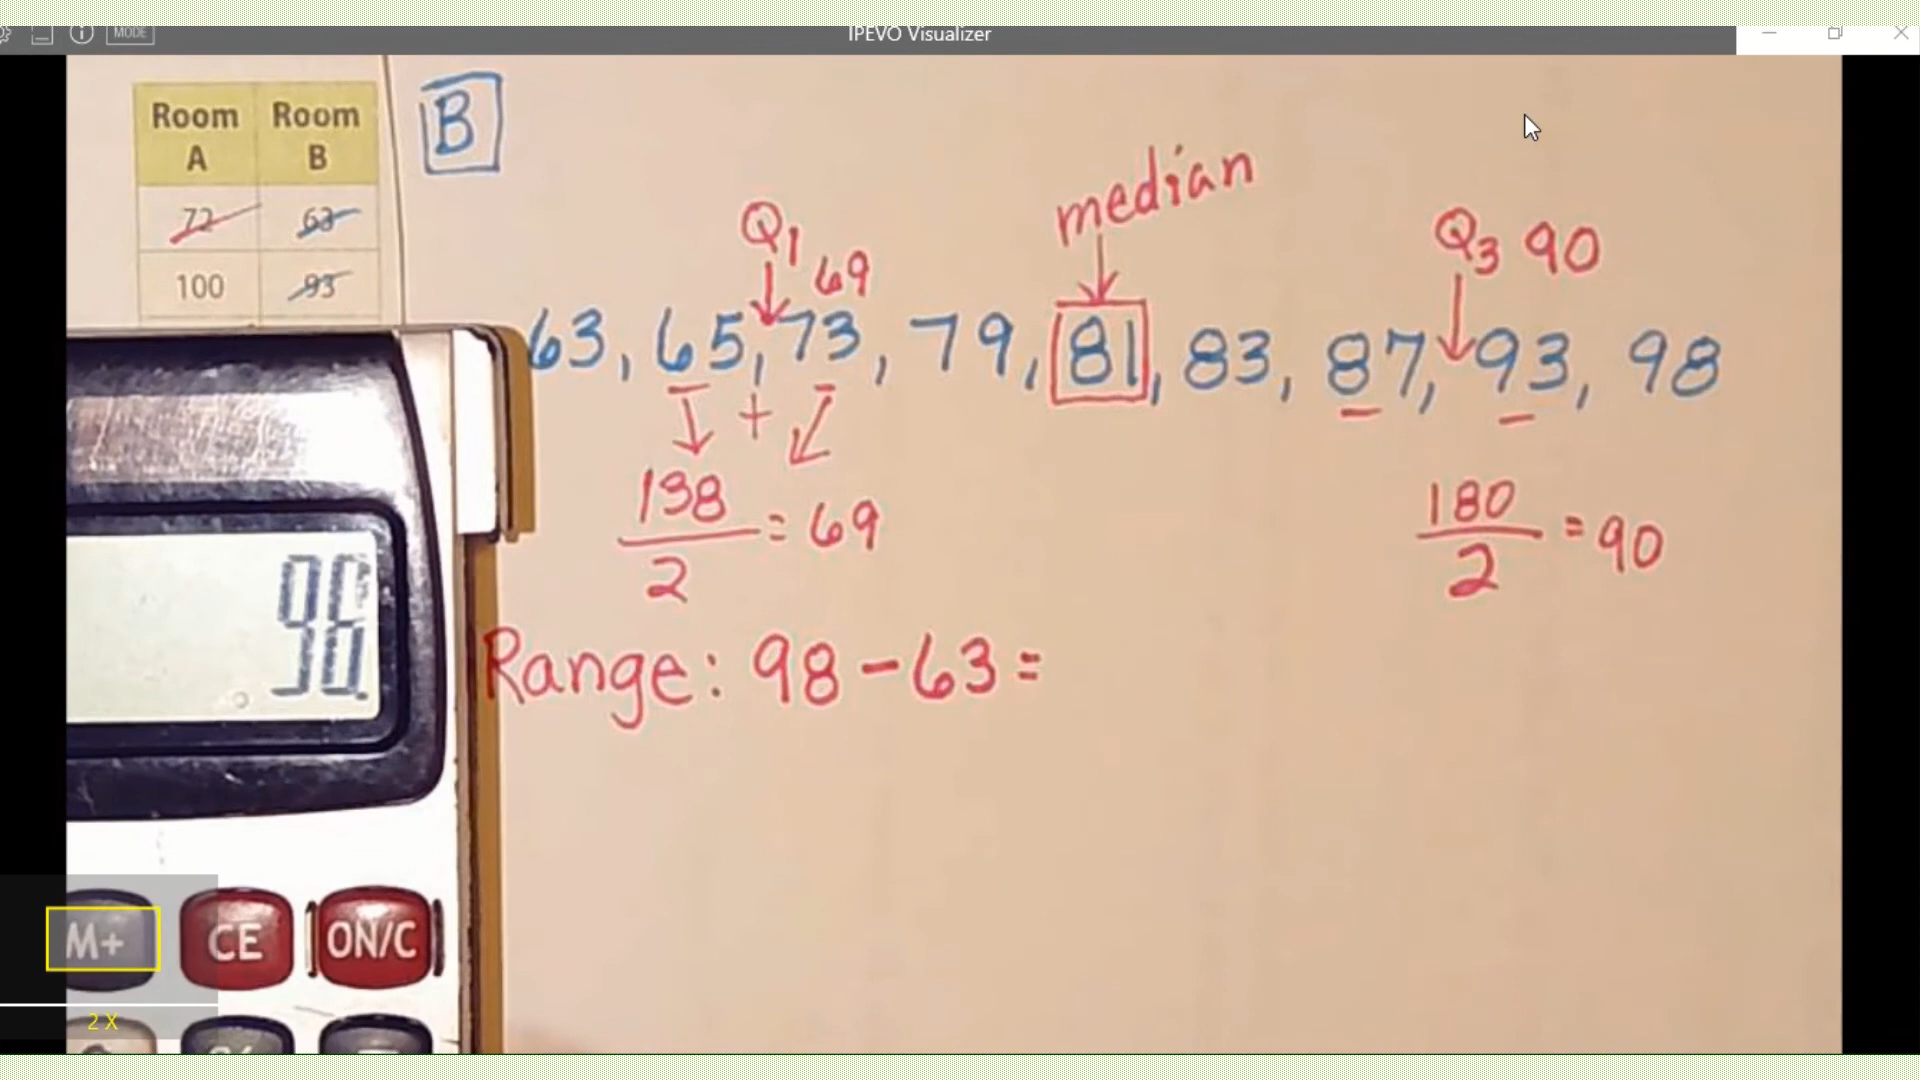 MODE
IPEVO Visualizer
Room A
Room B
72
63
100
93
B
median
Q1 69
Q3 90
63, 65, 73, 79, 81, 83, 87, 93, 98
+
138
2
= 69
180
2
= 90
Range: 98 - 63 =
M+
CE
ON/C
2 X